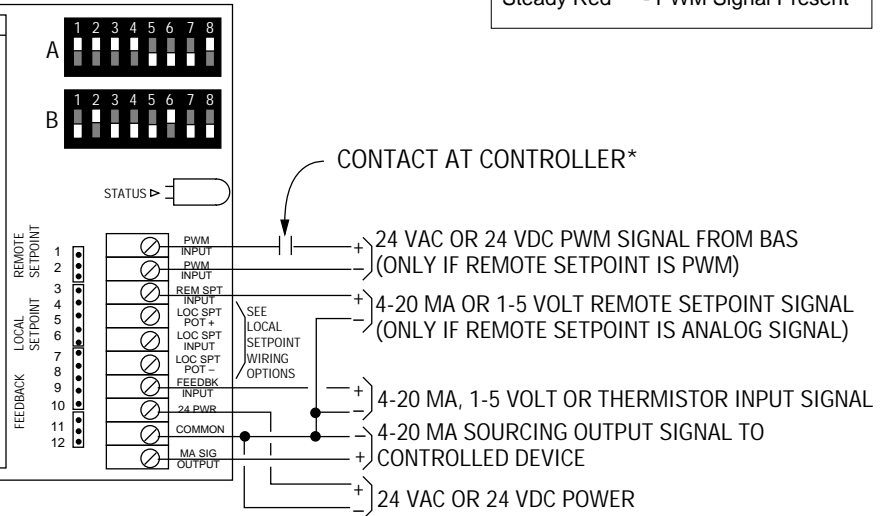 Steady Red - PWM Signal Present
1 2 3 4 5 6 7 8
A
1 2 3 4 5 6 7 8
B
CONTACT AT CONTROLLER*
STATUS
REMOTE
SETPOINT
LOCAL
SETPOINT
FEEDBACK
1
2
3
4
5
6
7
8
9
10
11
12
PWM
INPUT
PWM
INPUT
REM SPT
INPUT
LOC SPT
POT +
LOC SPT
INPUT
LOC SPT
POT –
FEEDBK
INPUT
24 PWR
COMMON
MA SIG
OUTPUT
SEE
LOCAL
SETPOINT
WIRING
OPTIONS
+ 24 VAC OR 24 VDC PWM SIGNAL FROM BAS
– (ONLY IF REMOTE SETPOINT IS PWM)
+ 4-20 MA OR 1-5 VOLT REMOTE SETPOINT SIGNAL
– (ONLY IF REMOTE SETPOINT IS ANALOG SIGNAL)
+
– 4-20 MA, 1-5 VOLT OR THERMISTOR INPUT SIGNAL
– 4-20 MA SOURCING OUTPUT SIGNAL TO
+ CONTROLLED DEVICE
+
– 24 VAC OR 24 VDC POWER